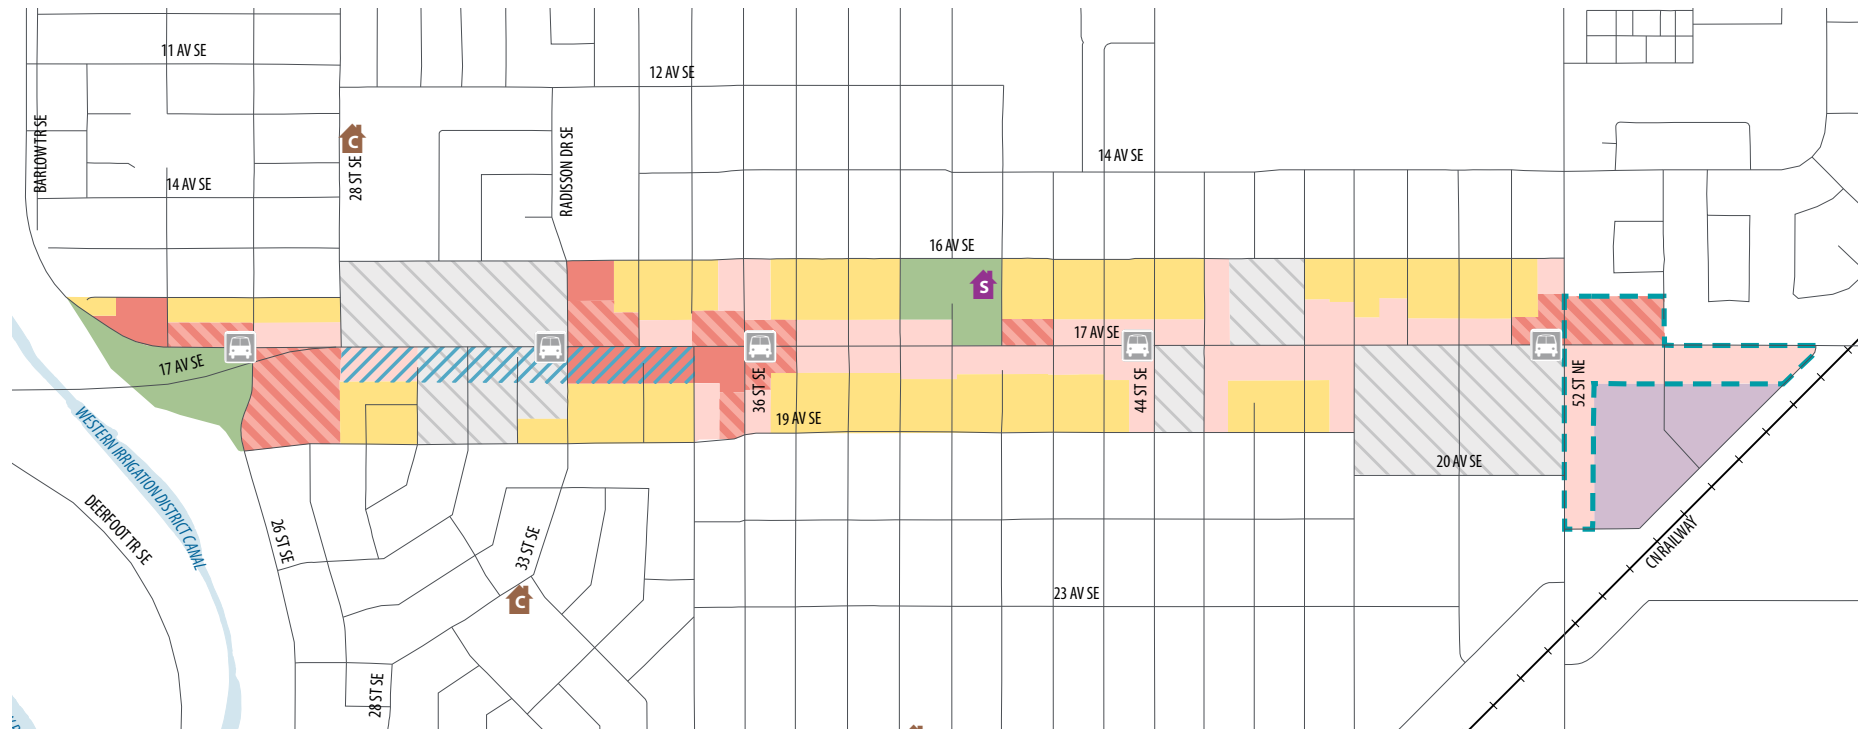 11 AV SE
12 AV SE
BARLOW TR SE
C
28 ST SE
RADISSON DR SE
14 AV SE
14 AV SE
16 AV SE
S
17 AV SE
17 AV SE
36 ST SE
44 ST SE
52 ST NE
19 AV SE
20 AV SE
WESTERN IRRIGATION DISTRICT CANAL
DEERFOOT TR SE
26 ST SE
33 ST SE
C
CN RAILWAY
23 AV SE
28 ST SE